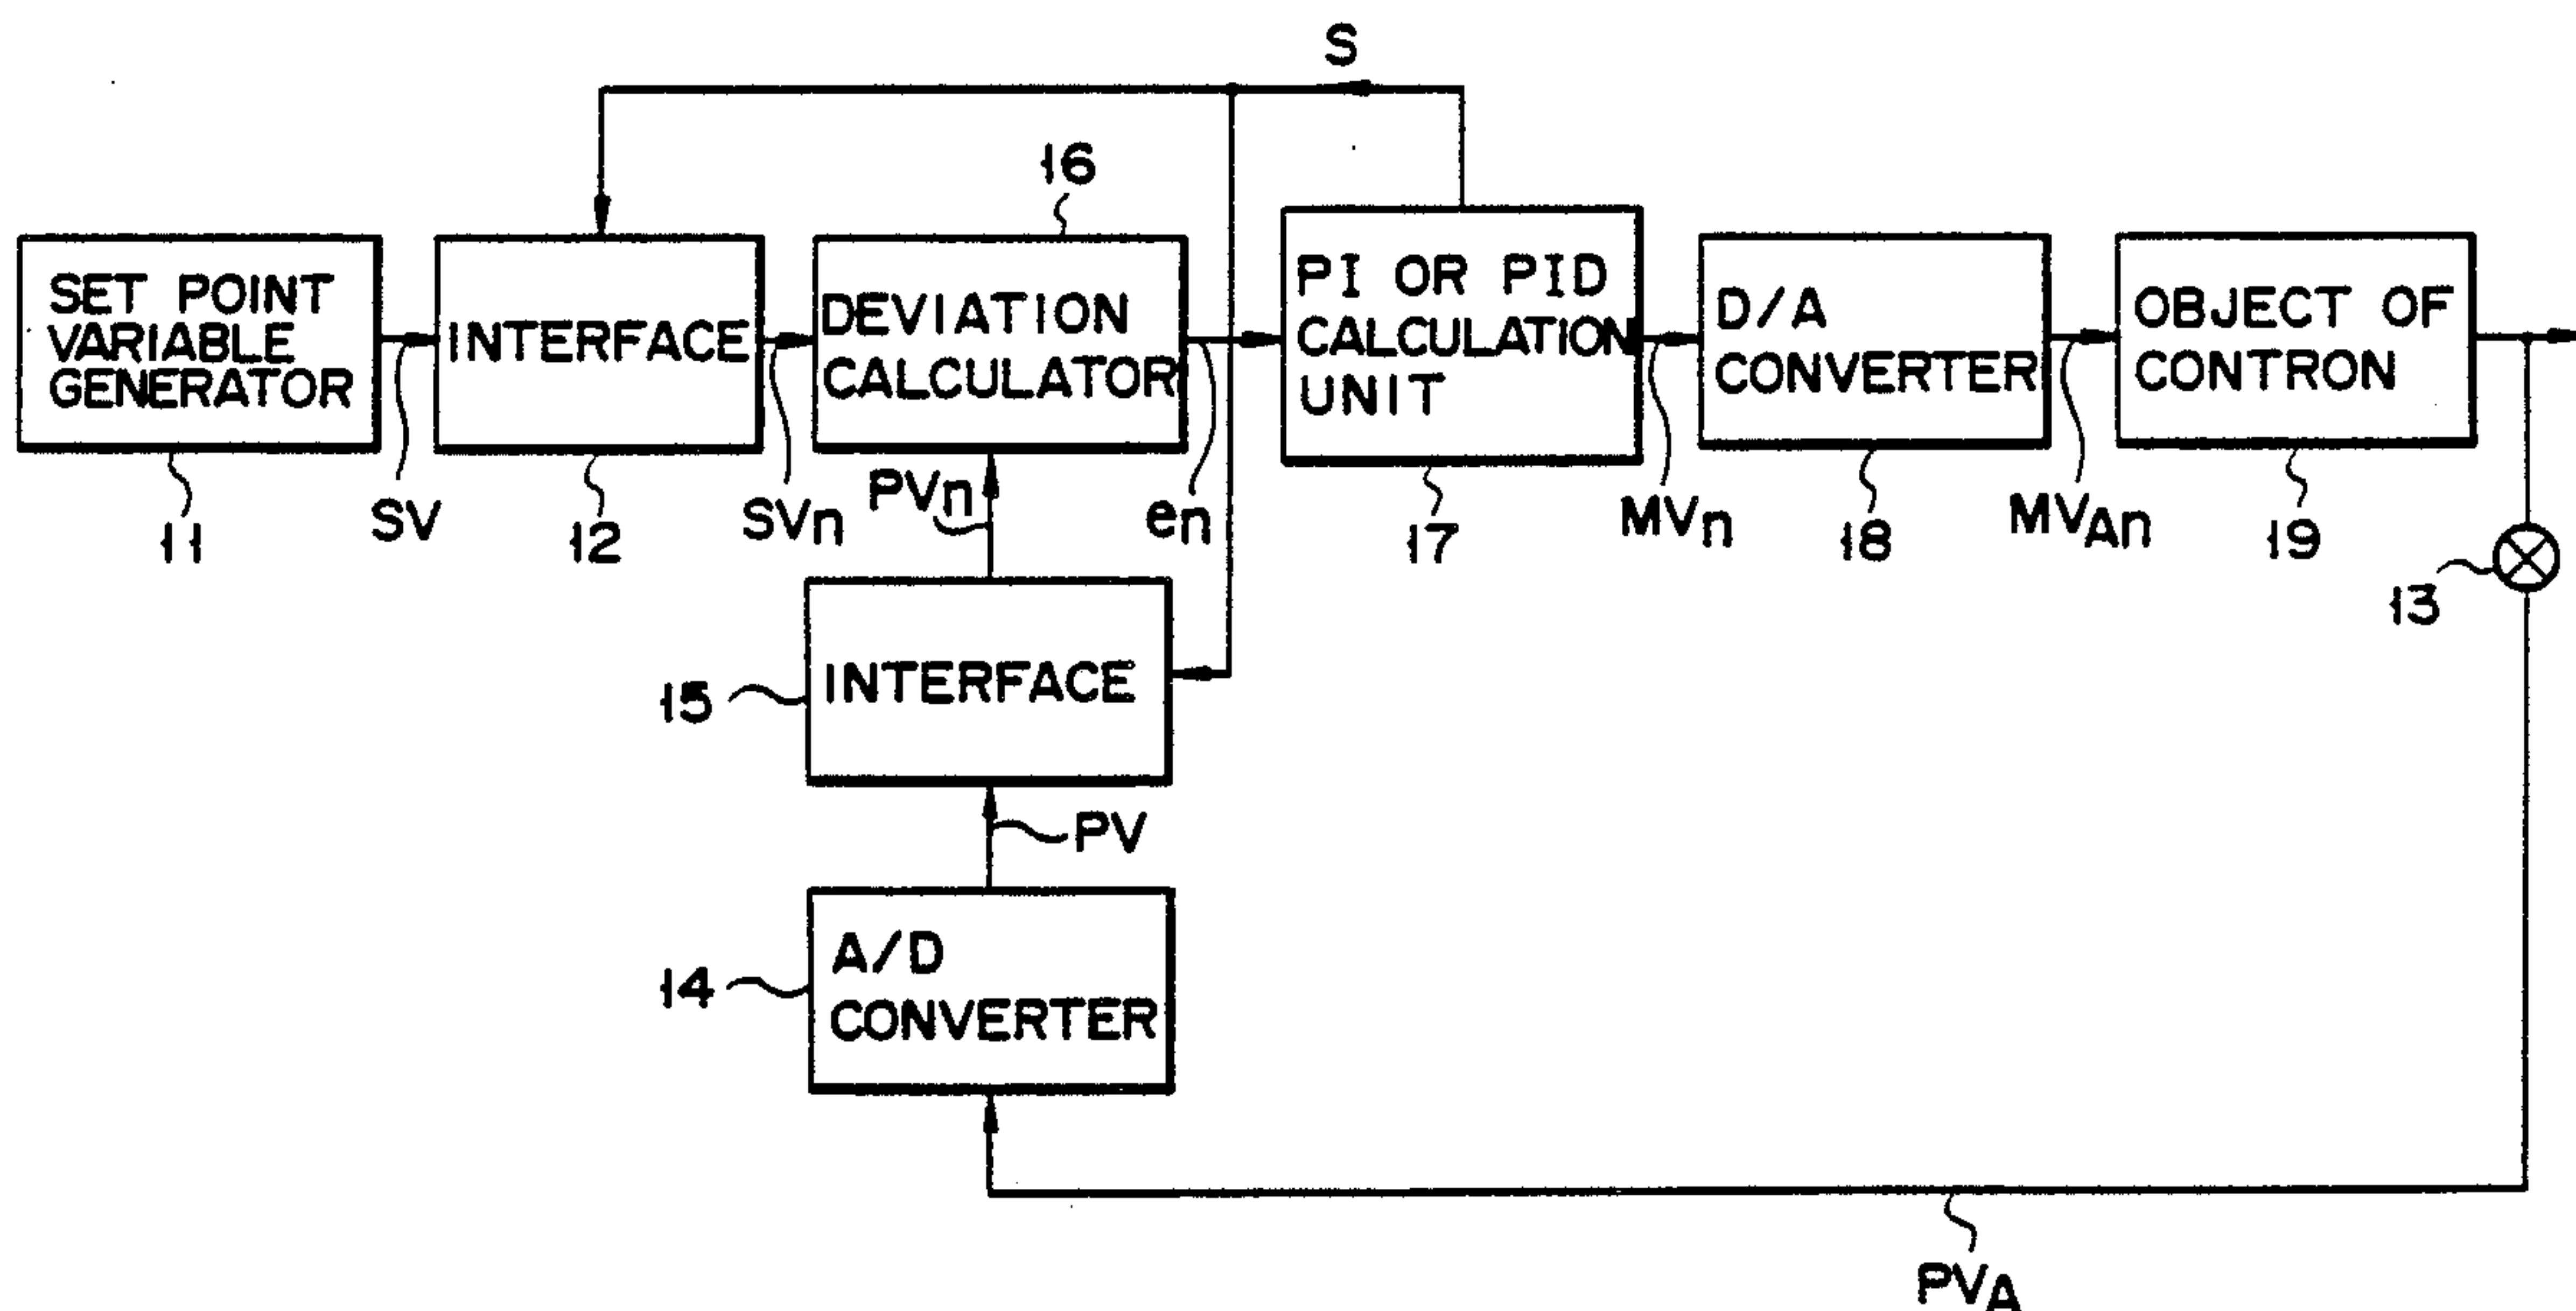 S
16
SET POINT
VARIABLE
GENERATOR
INTERFACE
DEVIATION
CALCULATOR
PI OR PID
CALCULATION
UNIT
D/A
CONVERTER
OBJECT OF
CONTRON
11
SV
12
SVn
PVn
en
17
MVn
18
MVAn
19
13
15
INTERFACE
PV
14
A/D
CONVERTER
PVA